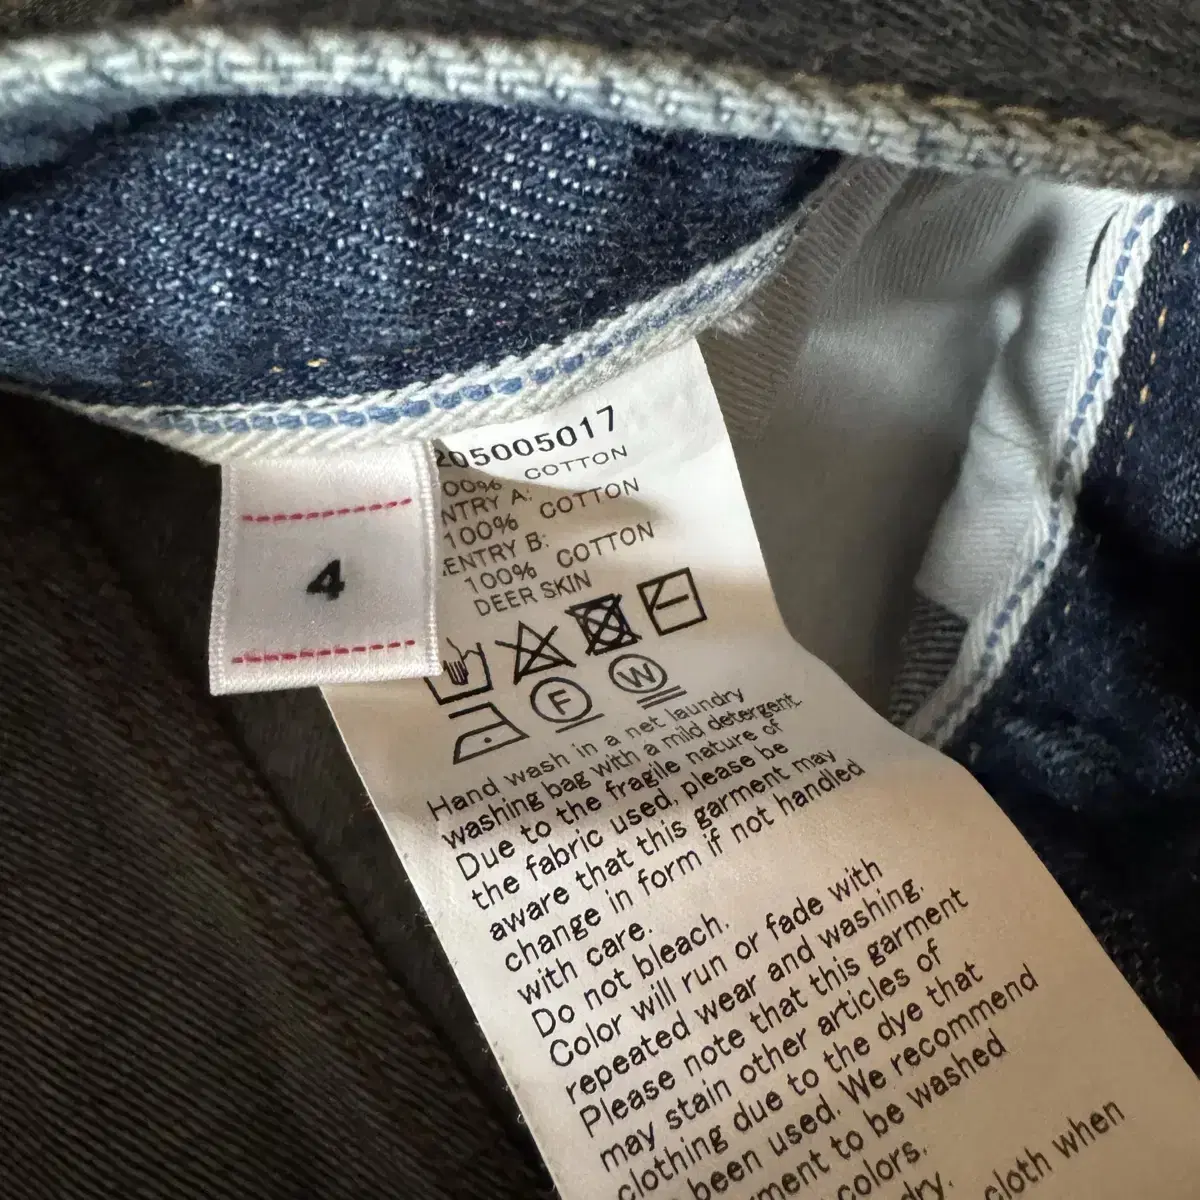 4
205005017
00% COTTON
NTRY A:
100% COTTON
ENTRY B:
100% COTTON
DEER SKIN
F
W
Hand wash in a net laundry
washing bag with a mild detergent.
Due to the fragile nature of
the fabric used, please be
aware that this garment may
change in form if not handled
with care.
Do not bleach.
Color will run or fade with
repeated wear and washing.
Please note that this garment
may stain other articles of
clothing due to the dye that
been used. We recommend
ment to be washed
colors.
dry.
cloth when